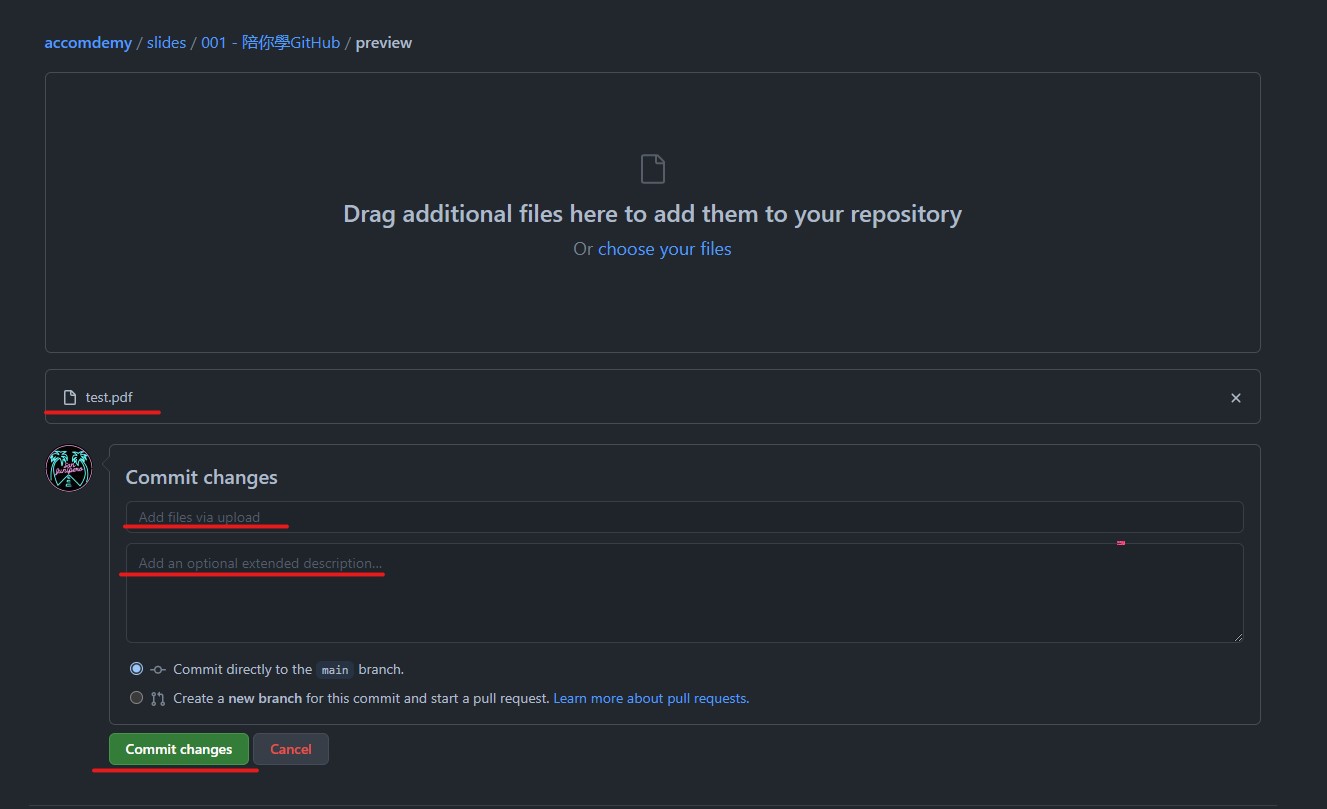 accomdemy / slides / 001 - 陪你學GitHub / preview
Drag additional files here to add them to your repository
Or choose your files
test.pdf
Commit changes
Add files via upload
Add an optional extended description...
Commit directly to the main branch.
Create a new branch for this commit and start a pull request. Learn more about pull requests.
Commit changes Cancel